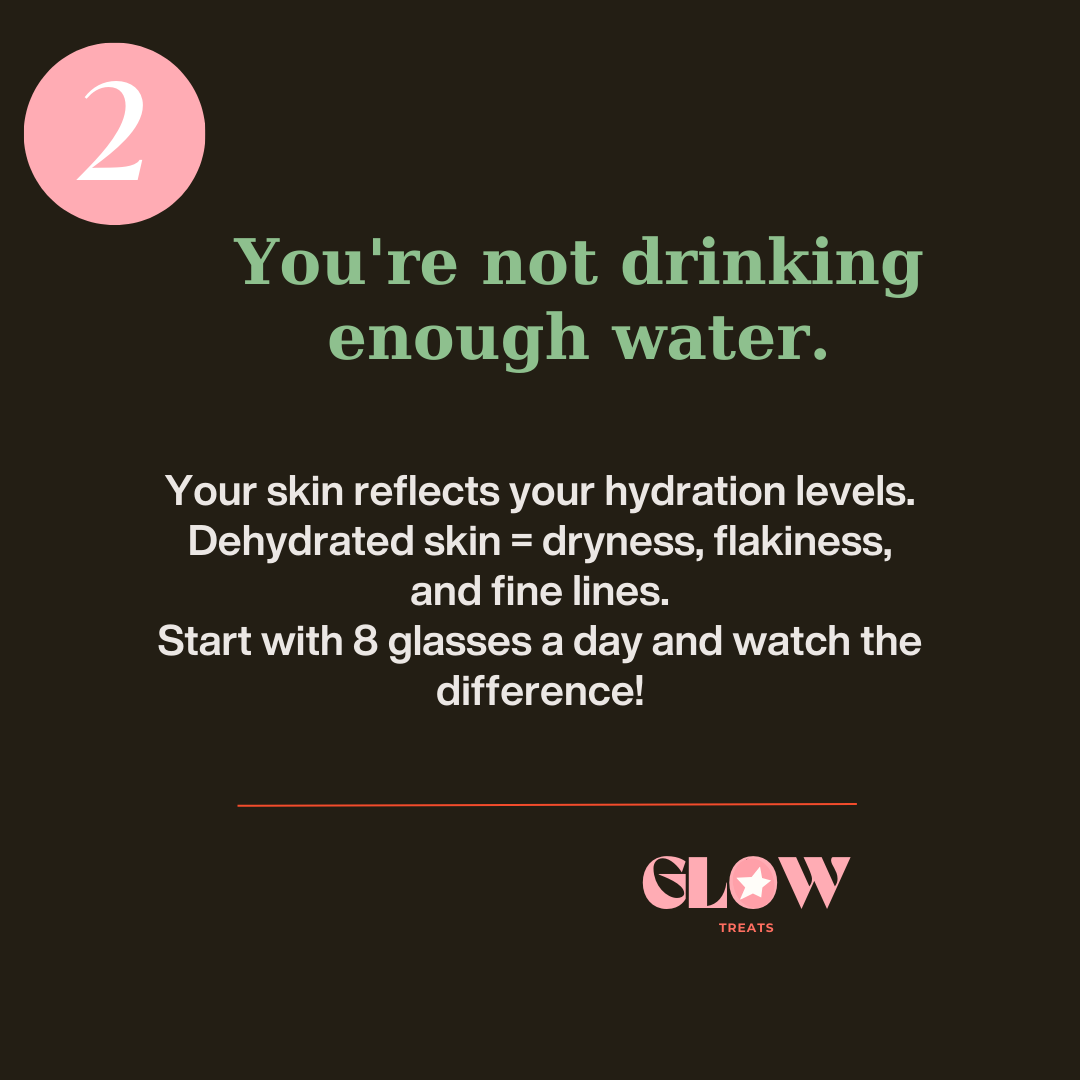 2
You're not drinking
enough water.
Your skin reflects your hydration levels.
Dehydrated skin = dryness, flakiness,
and fine lines.
Start with 8 glasses a day and watch the
difference!
GLOW
TREATS